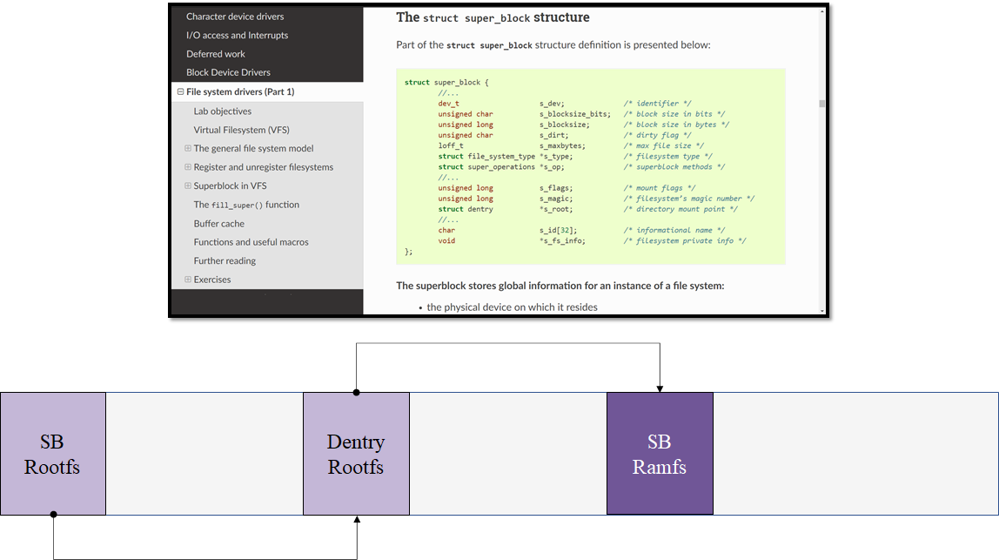 Character device drivers
I/O access and Interrupts
Deferred work
Block Device Drivers
File system drivers (Part 1)
Lab objectives
Virtual Filesystem (VFS)
The general file system model
Register and unregister filesystems
Superblock in VFS
The fill_super() function
Buffer cache
Functions and useful macros
Further reading
Exercises
The struct super_block structure
Part of the struct super_block structure definition is presented below:
struct super_block {
//...
dev_t s_dev; /* identifier */
unsigned char s_blocksize_bits; /* block size in bits */
unsigned long s_blocksize; /* block size in bytes */
unsigned char s_dirt; /* dirty flag */
loff_t s_maxbytes; /* max file size */
struct file_system_type *s_type; /* filesystem type */
struct super_operations *s_op; /* superblock methods */
//...
unsigned long s_flags; /* mount flags */
unsigned long s_magic; /* filesystem's magic number */
struct dentry *s_root; /* directory mount point */
//...
char s_id[32]; /* informational name */
void *s_fs_info; /* filesystem private info */
};
The superblock stores global information for an instance of a file system:
• the physical device on which it resides
SB
Rootfs
Dentry
Rootfs
SB
Ramfs